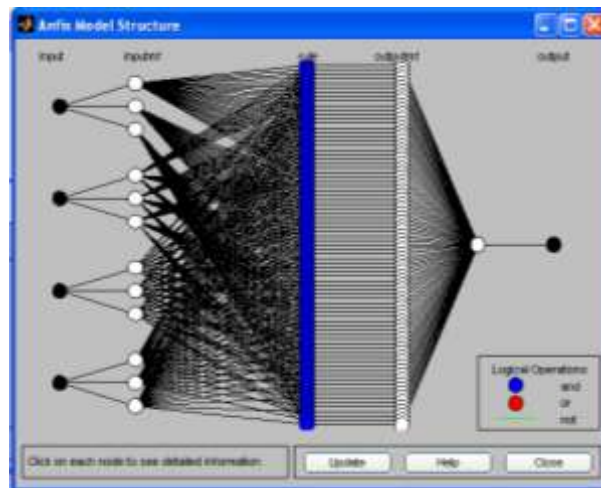 Anfis Model Structure
input inputmf rule outputmf output
Logical Operations
and
or
not
Click on each node to see detailed information
Update Help Close